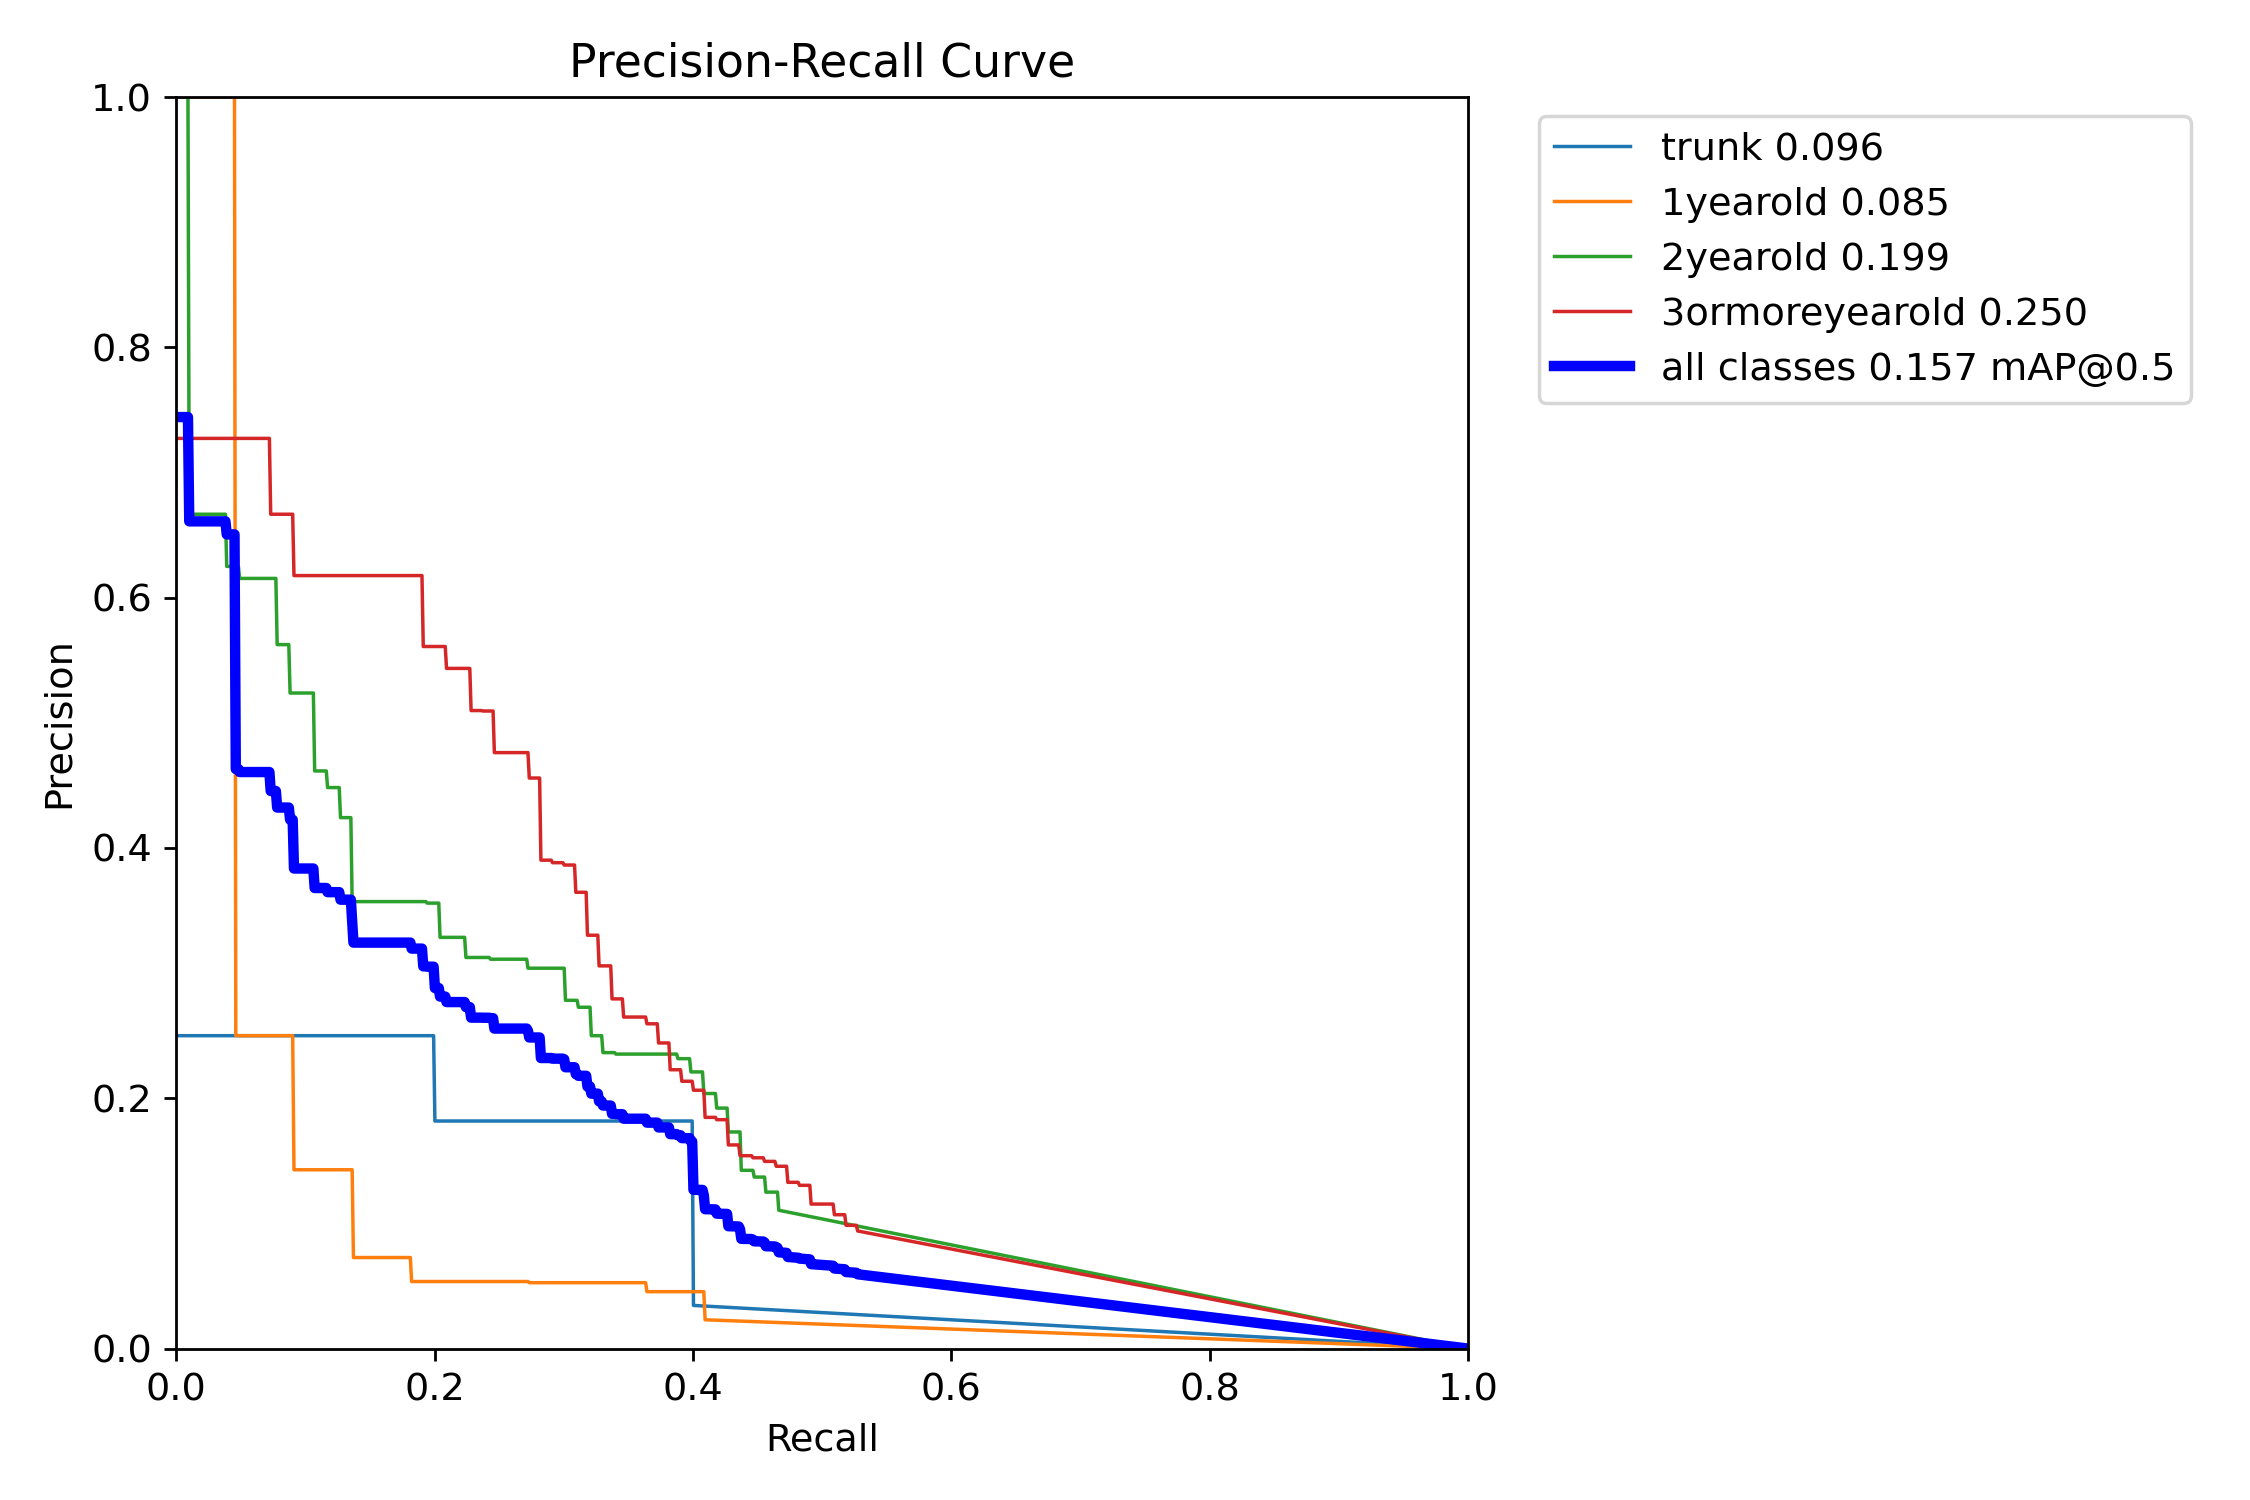 Precision-Recall Curve
1.0
0.8
0.6
0.4
0.2
0.0
Precision
0.0 0.2 0.4 0.6 0.8 1.0
Recall
trunk 0.096
1yearold 0.085
2yearold 0.199
3ormoreyearold 0.250
all classes 0.157 mAP@0.5